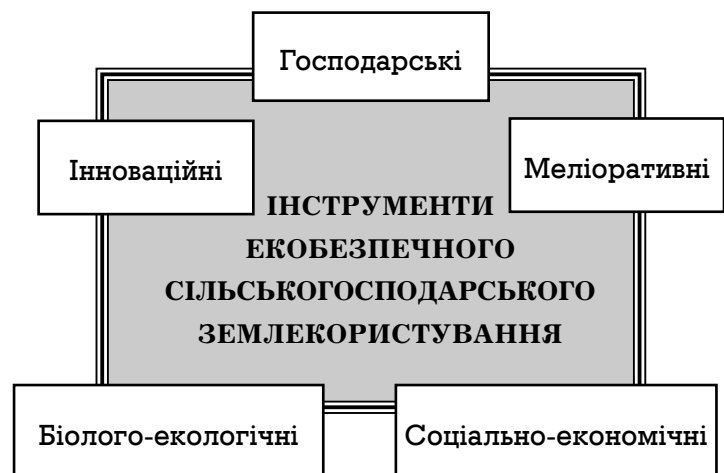 Господарські
Інноваційні
Меліоративні
ІНСТРУМЕНТИ
ЕКОБЕЗПЕЧНОГО
СІЛЬСЬКОГОСПОДАРСЬКОГО
ЗЕМЛЕКОРИСТУВАННЯ
Біолого-екологічні
Соціально-економічні